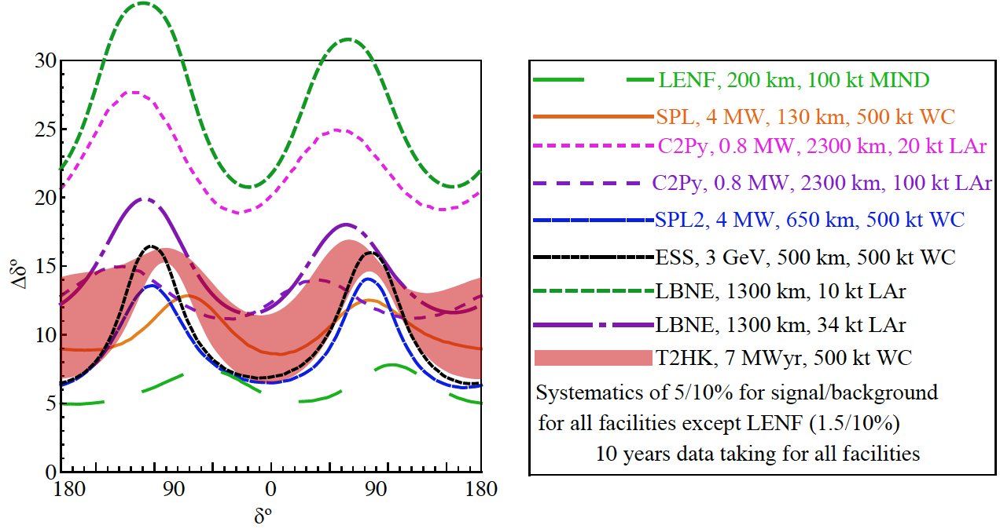 30
25
20
15
10
5
0
Δδº
180 90 0 90 180
δº
LENF, 200 km, 100 kt MIND
SPL, 4 MW, 130 km, 500 kt WC
C2Py, 0.8 MW, 2300 km, 20 kt LAr
C2Py, 0.8 MW, 2300 km, 100 kt LAr
SPL2, 4 MW, 650 km, 500 kt WC
ESS, 3 GeV, 500 km, 500 kt WC
LBNE, 1300 km, 10 kt LAr
LBNE, 1300 km, 34 kt LAr
T2HK, 7 MWyr, 500 kt WC
Systematics of 5/10% for signal/background
for all facilities except LENF (1.5/10%)
10 years data taking for all facilities